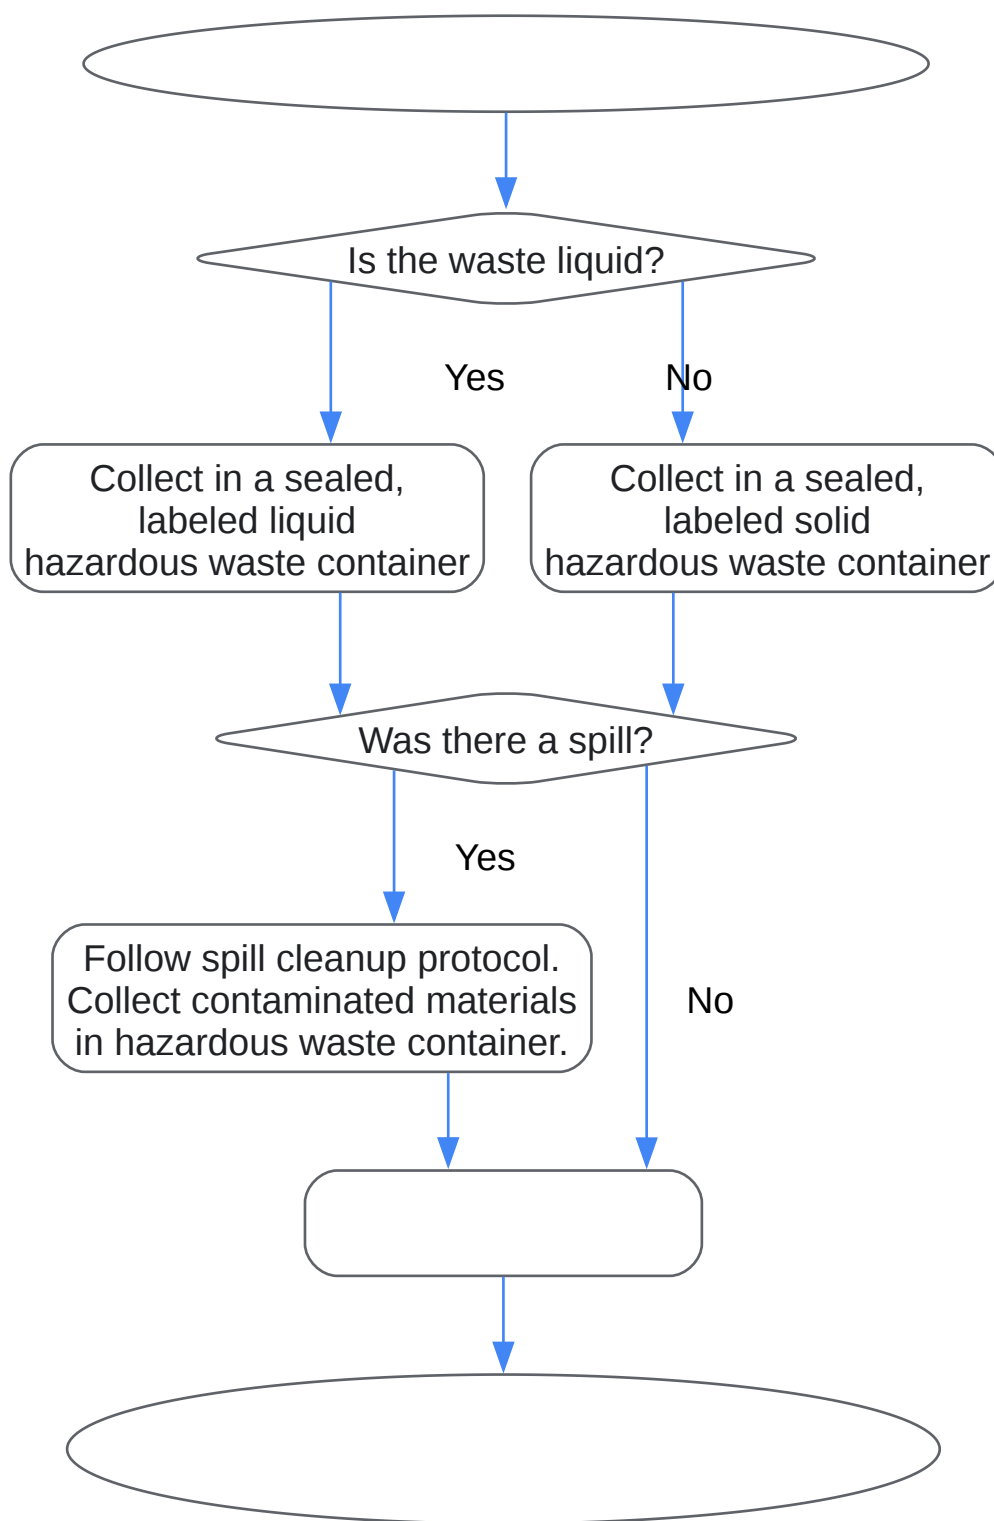 Is the waste liquid?
Yes
No
Collect in a sealed,
labeled liquid
hazardous waste container
Collect in a sealed,
labeled solid
hazardous waste container
Was there a spill?
Yes
Follow spill cleanup protocol.
Collect contaminated materials
in hazardous waste container.
No